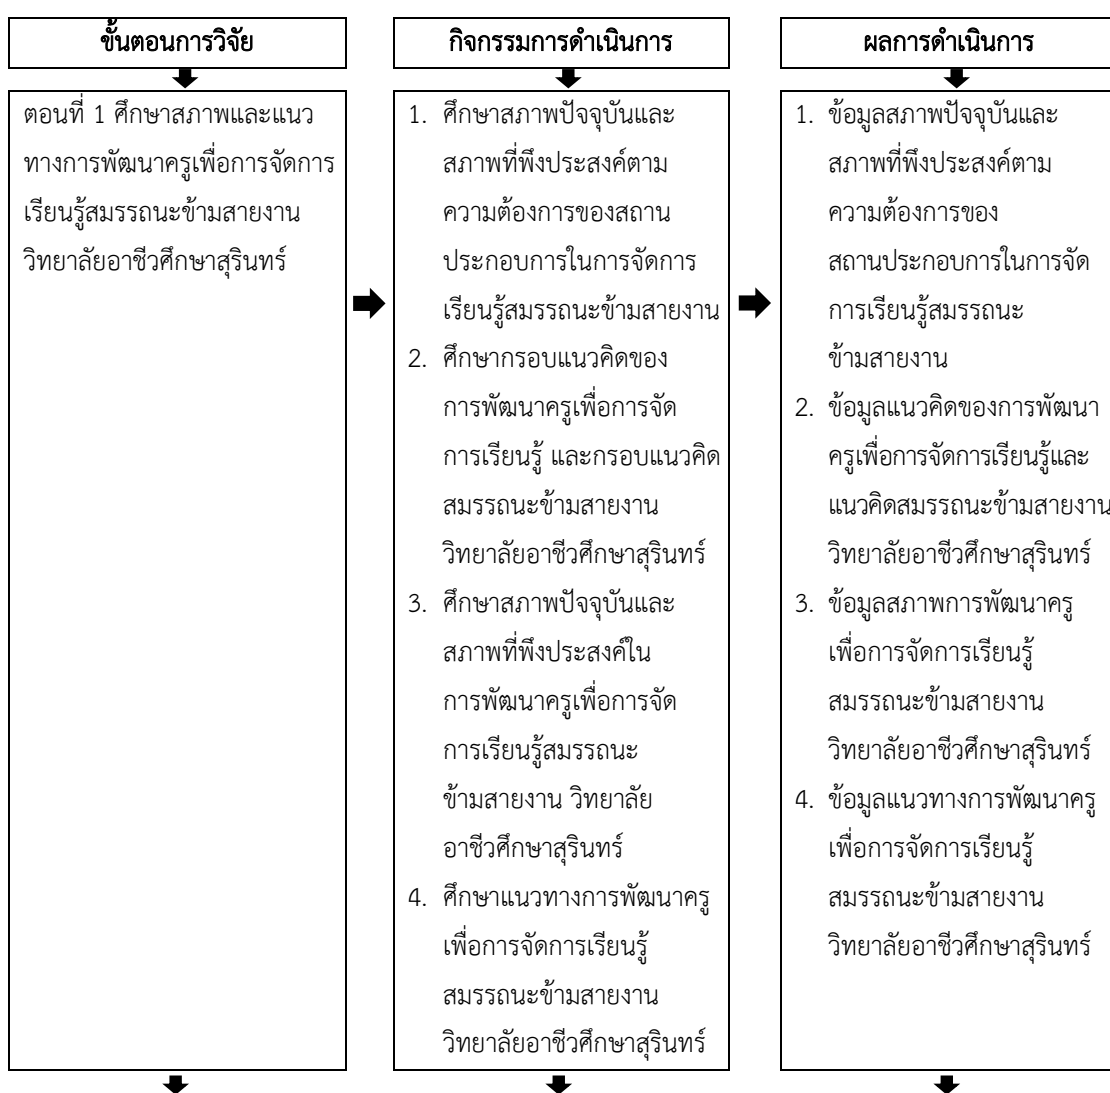 ขั้นตอนการวิจัย
กิจกรรมการดำเนินการ
ผลการดำเนินการ
ตอนที่ 1 ศึกษาสภาพและแนว
ทางการพัฒนาครูเพื่อการจัดการ
เรียนรู้สมรรถนะข้ามสายงาน
วิทยาลัยอาชีวศึกษาสุรินทร์
1. ศึกษาสภาพปัจจุบันและ
สภาพที่พึงประสงค์ตาม
ความต้องการของสถาน
ประกอบการในการจัดการ
เรียนรู้สมรรถนะข้ามสายงาน
2. ศึกษากรอบแนวคิดของ
การพัฒนาครูเพื่อการจัด
การเรียนรู้ และกรอบแนวคิด
สมรรถนะข้ามสายงาน
วิทยาลัยอาชีวศึกษาสุรินทร์
3. ศึกษาสภาพปัจจุบันและ
สภาพที่พึงประสงค์ใน
การพัฒนาครูเพื่อการจัด
การเรียนรู้สมรรถนะ
ข้ามสายงาน วิทยาลัย
อาชีวศึกษาสุรินทร์
4. ศึกษาแนวทางการพัฒนาครู
เพื่อการจัดการเรียนรู้
สมรรถนะข้ามสายงาน
วิทยาลัยอาชีวศึกษาสุรินทร์
1. ข้อมูลสภาพปัจจุบันและ
สภาพที่พึงประสงค์ตาม
ความต้องการของ
สถานประกอบการในการจัด
การเรียนรู้สมรรถนะ
ข้ามสายงาน
2. ข้อมูลแนวคิดของการพัฒนา
ครูเพื่อการจัดการเรียนรู้และ
แนวคิดสมรรถนะข้ามสายงาน
วิทยาลัยอาชีวศึกษาสุรินทร์
3. ข้อมูลสภาพการพัฒนาครู
เพื่อการจัดการเรียนรู้
สมรรถนะข้ามสายงาน
วิทยาลัยอาชีวศึกษาสุรินทร์
4. ข้อมูลแนวทางการพัฒนาครู
เพื่อการจัดการเรียนรู้
สมรรถนะข้ามสายงาน
วิทยาลัยอาชีวศึกษาสุรินทร์